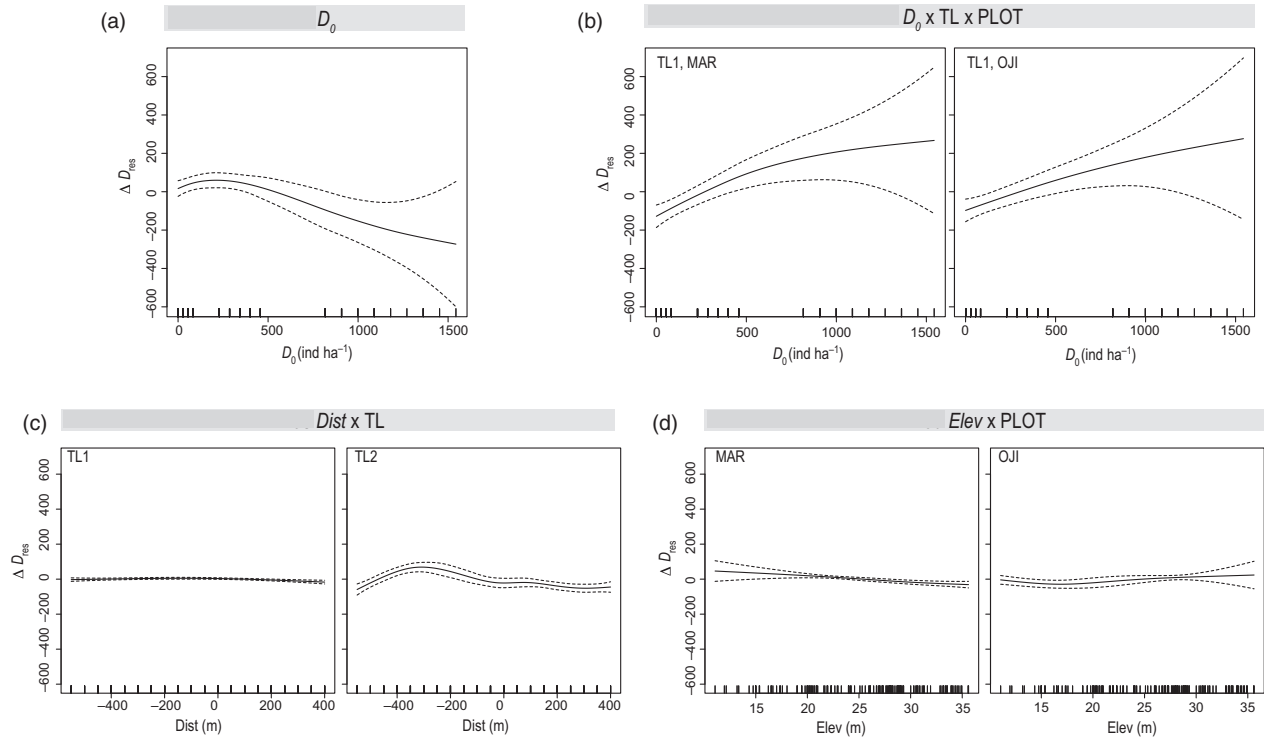 (a)
D₀
Δ D_res
600
400
200
0
−200
−400
−600
0 500 1000 1500
D₀ (ind ha⁻¹)
(b)
D₀ x TL x PLOT
TL1, MAR
TL1, OJI
Δ D_res
600
400
200
0
−200
−400
−600
0 500 1000 1500
0 500 1000 1500
D₀ (ind ha⁻¹)
D₀ (ind ha⁻¹)
(c)
Dist x TL
TL1
TL2
Δ D_res
600
400
200
0
−200
−400
−600
−400 −200 0 200 400
−400 −200 0 200 400
Dist (m)
Dist (m)
(d)
Elev x PLOT
MAR
OJI
Δ D_res
600
400
200
0
−200
−400
−600
15 20 25 30 35
15 20 25 30 35
Elev (m)
Elev (m)